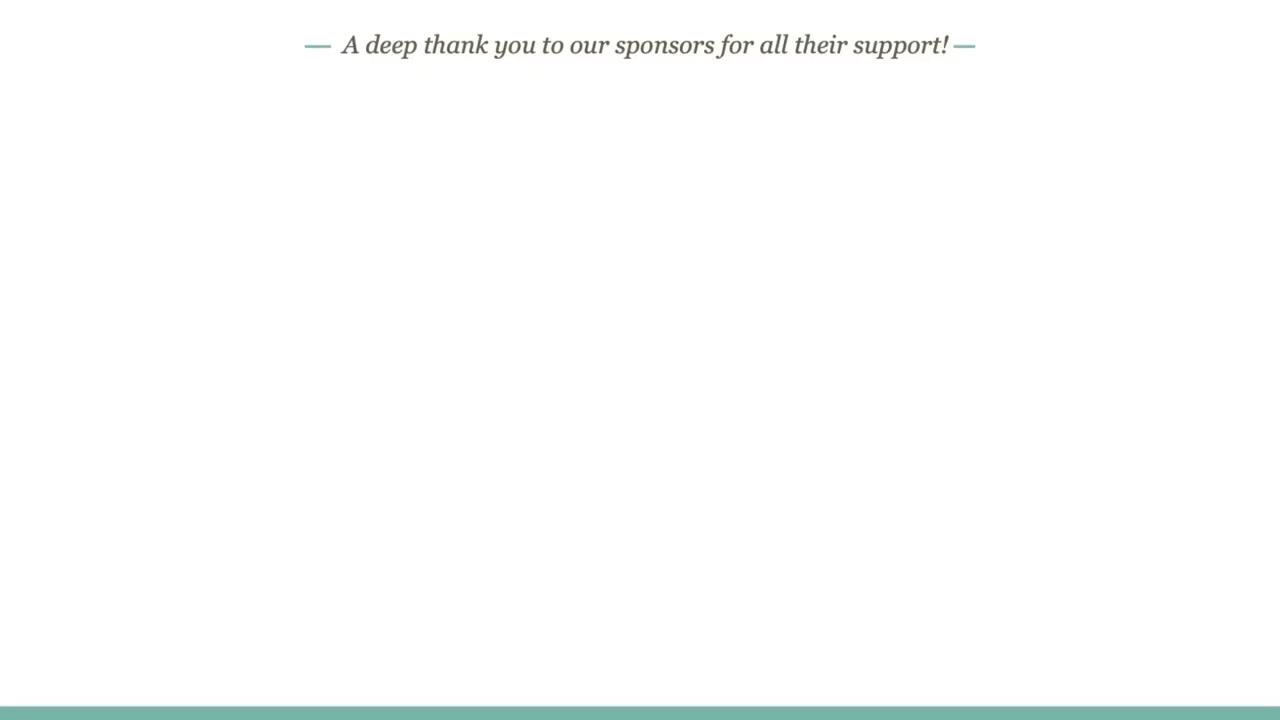 — A deep thank you to our sponsors for all their support! —